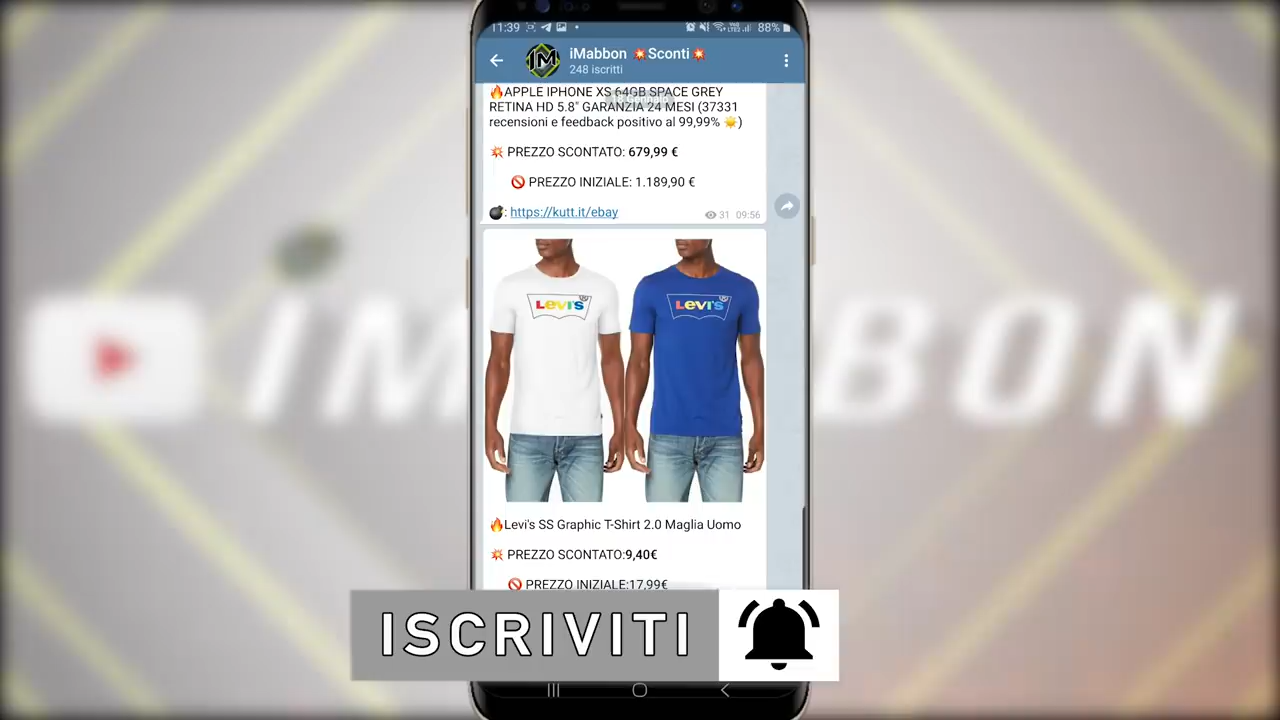 11:39
88%
iMabbon 💥Sconti💥
248 iscritti
🔥APPLE IPHONE XS 64GB SPACE GREY
RETINA HD 5.8" GARANZIA 24 MESI (37331
recensioni e feedback positivo al 99,99% ☀️)
💥 PREZZO SCONTATO: 679,99 €
🚫 PREZZO INIZIALE: 1.189,90 €
💣: https://kutt.it/ebay
31 09:56
Levi's Levi's
🔥Levi's SS Graphic T-Shirt 2.0 Maglia Uomo
💥 PREZZO SCONTATO:9,40€
🚫 PREZZO INIZIALE:17,99€
ISCRIVITI